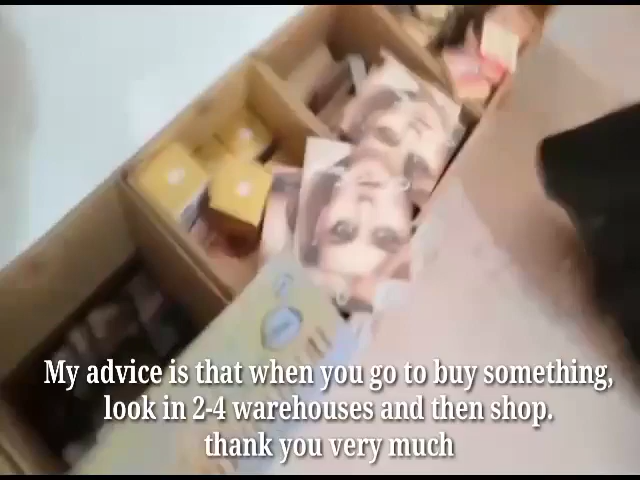 My advice is that when you go to buy something,
look in 2-4 warehouses and then shop.
thank you very much